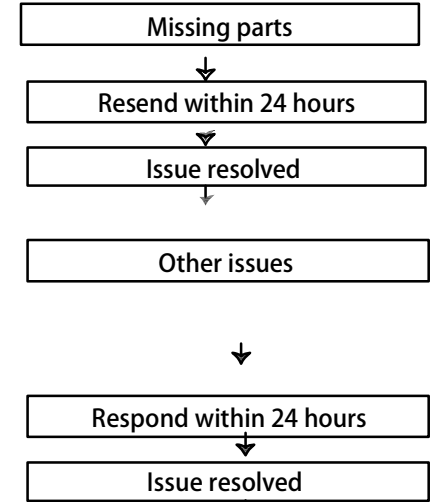 Missing parts
Resend within 24 hours
Issue resolved
Other issues
Respond within 24 hours
Issue resolved